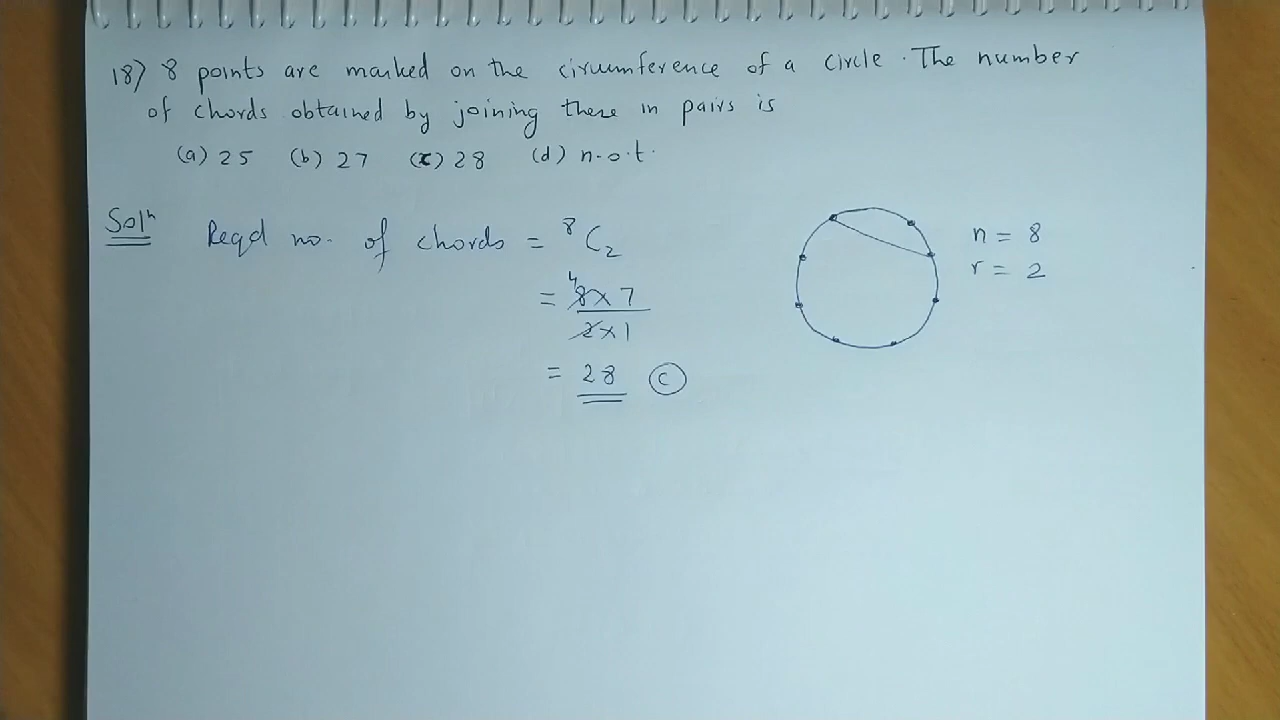 18) 8 points are marked on the circumference of a circle. The number
of chords obtained by joining these in pairs is
(a) 25 (b) 27 (c) 28 (d) n.o.t.
Solⁿ Reqd no. of chords = ⁸C₂
n = 8
r = 2
= ⁴8 x 7
2 x 1
= 28 (c)